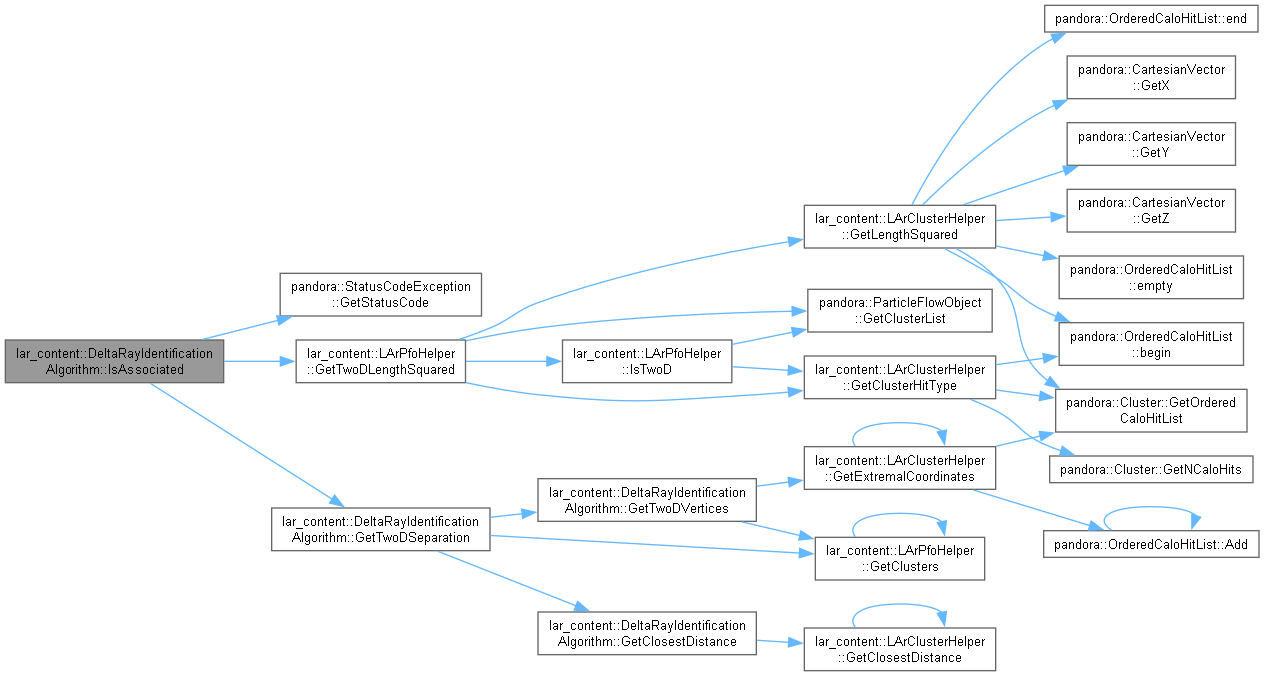 lar_content::DeltaRayIdentification
Algorithm::IsAssociated
pandora::StatusCodeException
::GetStatusCode
lar_content::LArPfoHelper
::GetTwoDLengthSquared
lar_content::DeltaRayIdentification
Algorithm::GetTwoDSeparation
lar_content::LArPfoHelper
::IsTwoD
lar_content::DeltaRayIdentification
Algorithm::GetTwoDVertices
lar_content::DeltaRayIdentification
Algorithm::GetClosestDistance
lar_content::LArClusterHelper
::GetLengthSquared
pandora::ParticleFlowObject
::GetClusterList
lar_content::LArClusterHelper
::GetClusterHitType
lar_content::LArClusterHelper
::GetExtremalCoordinates
lar_content::LArPfoHelper
::GetClusters
lar_content::LArClusterHelper
::GetClosestDistance
pandora::OrderedCaloHitList::end
pandora::CartesianVector
::GetX
pandora::CartesianVector
::GetY
pandora::CartesianVector
::GetZ
pandora::OrderedCaloHitList
::empty
pandora::OrderedCaloHitList
::begin
pandora::Cluster::GetOrdered
CaloHitList
pandora::Cluster::GetNCaloHits
pandora::OrderedCaloHitList::Add